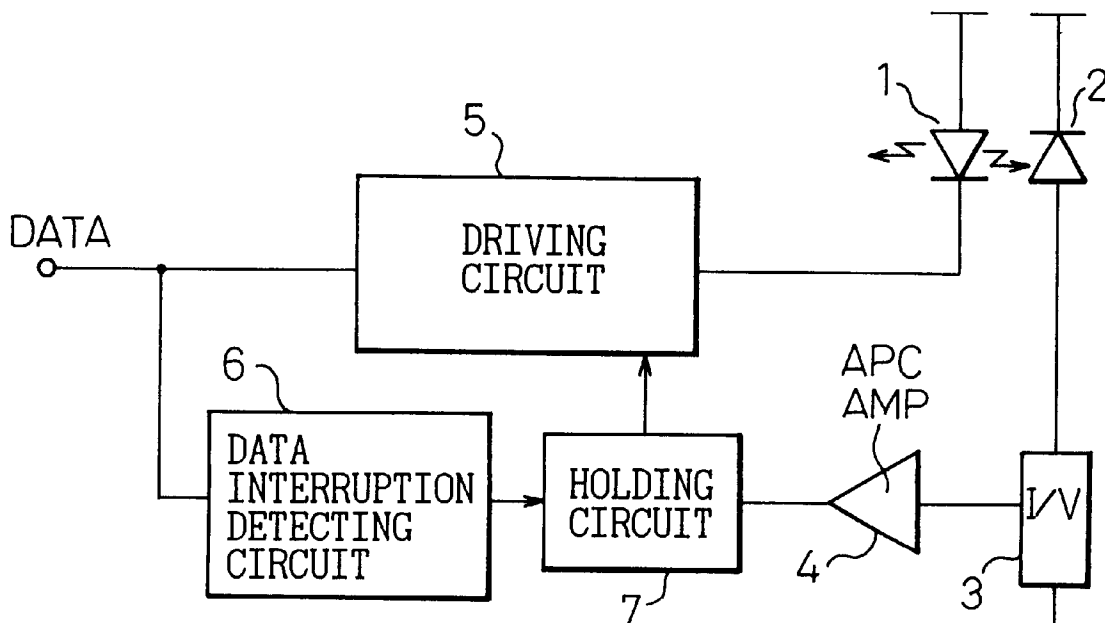 1
2
5
DATA
DRIVING
CIRCUIT
6
APC
AMP
DATA
INTERRUPTION
DETECTING
CIRCUIT
HOLDING
CIRCUIT
I/V
4
3
7